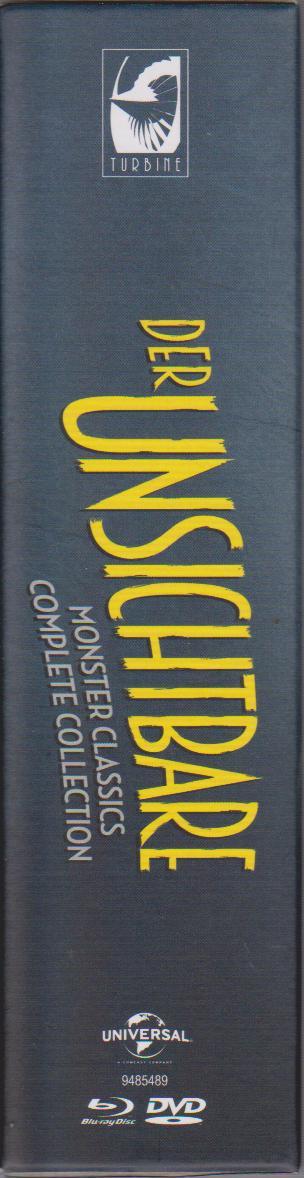 TURBINE
DER
UNSICHTBARE
MONSTER CLASSICS
COMPLETE COLLECTION
UNIVERSAL
A COMCAST COMPANY
9485489
Blu-ray Disc
DVD